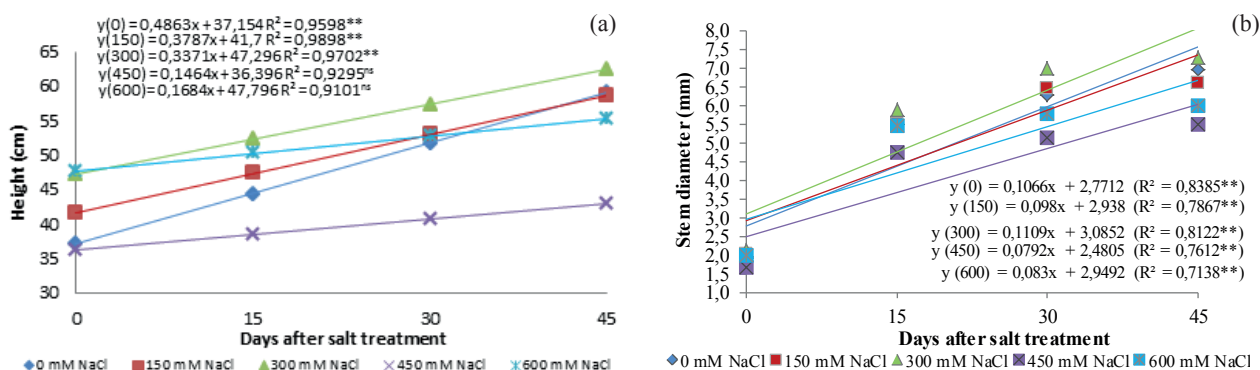 (a)
y(0) = 0,4863x + 37,154 R² = 0,9598**
y(150) = 0,3787x + 41,7 R² = 0,9898**
y(300) = 0,3371x + 47,296 R² = 0,9702**
y(450) = 0,1464x + 36,396 R² = 0,9295ns
y(600) = 0,1684x + 47,796 R² = 0,9101ns
Height (cm)
65
60
55
50
45
40
35
30
0 15 30 45
Days after salt treatment
0 mM NaCl 150 mM NaCl 300 mM NaCl 450 mM NaCl 600 mM NaCl
(b)
Stem diameter (mm)
8,0
7,5
7,0
6,5
6,0
5,5
5,0
4,5
4,0
3,5
3,0
2,5
2,0
1,5
1,0
y (0) = 0,1066x + 2,7712 (R² = 0,8385**)
y (150) = 0,098x + 2,938 (R² = 0,7867**)
y (300) = 0,1109x + 3,0852 (R² = 0,8122**)
y (450) = 0,0792x + 2,4805 (R² = 0,7612**)
y (600) = 0,083x + 2,9492 (R² = 0,7138**)
0 15 30 45
Days after salt treatment
0 mM NaCl 150 mM NaCl 300 mM NaCl 450 mM NaCl 600 mM NaCl